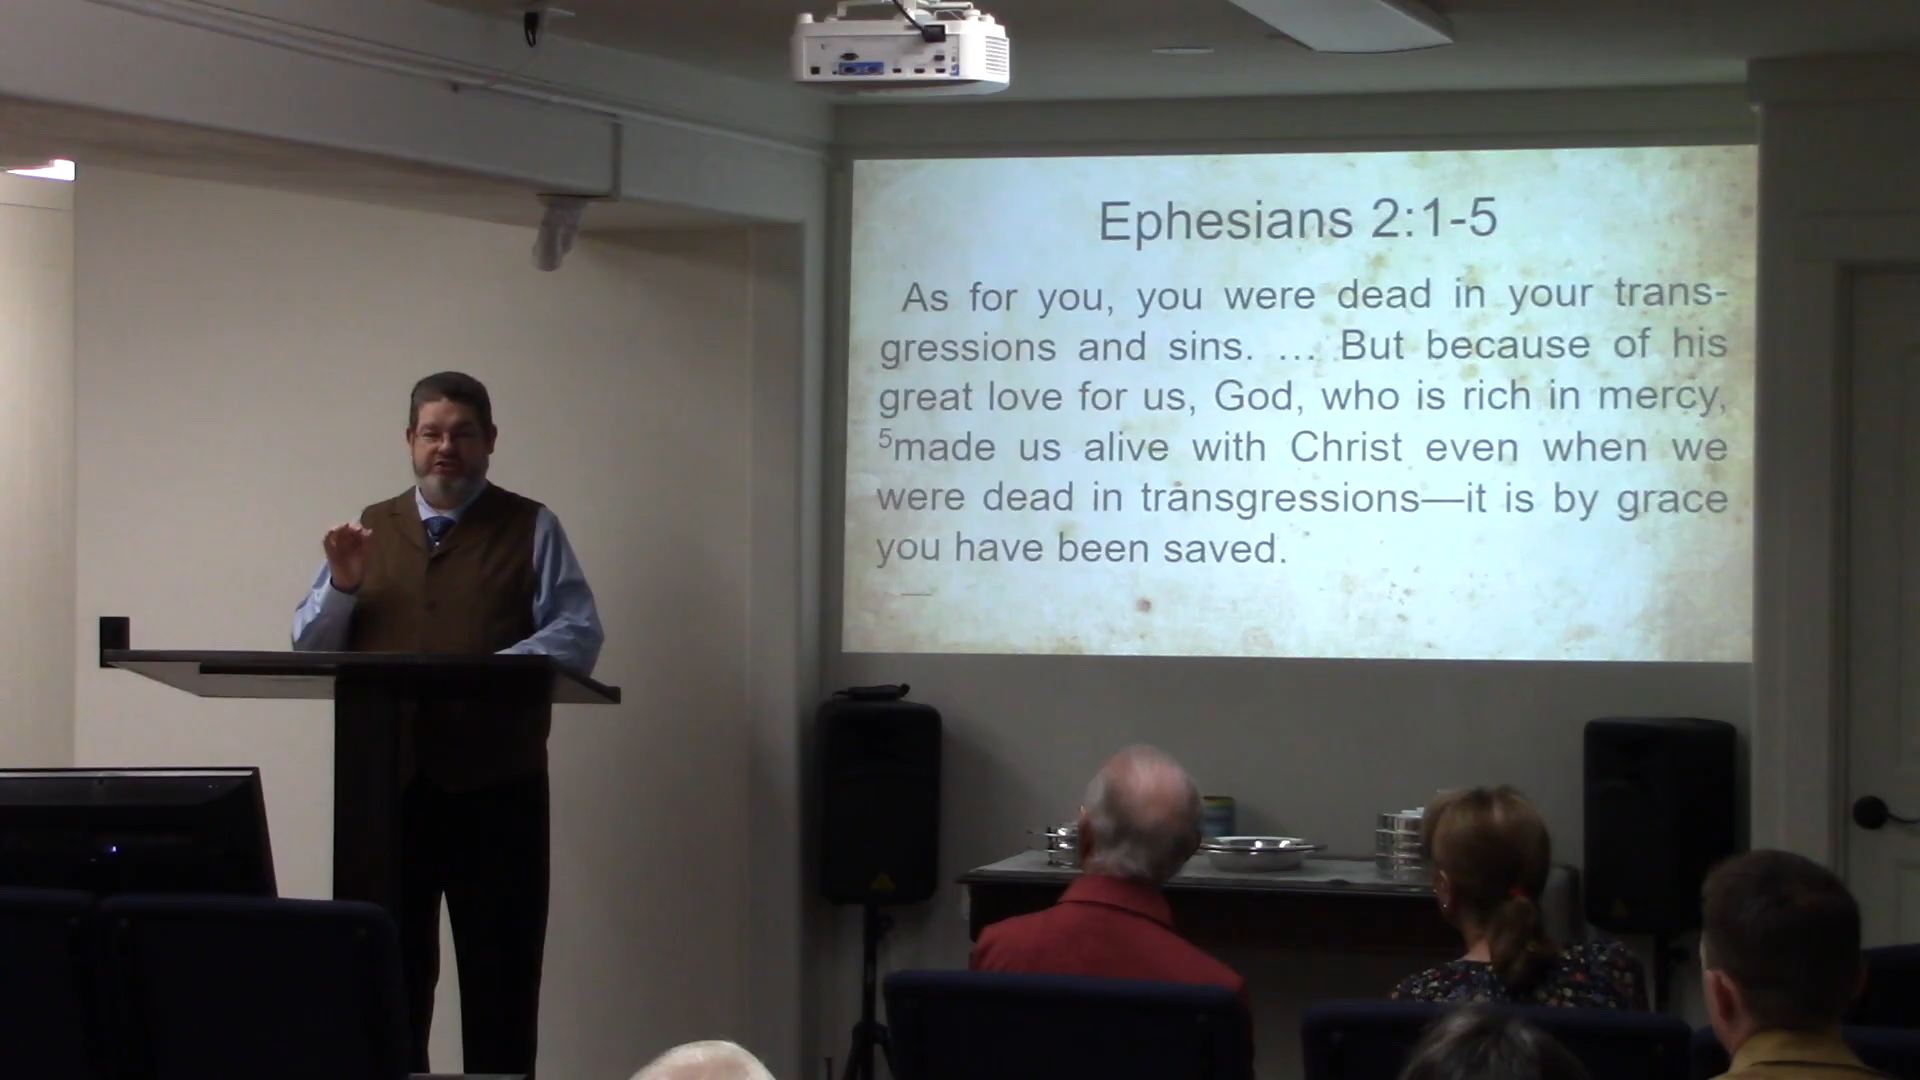 Ephesians 2:1-5
As for you, you were dead in your trans-
gressions and sins. … But because of his
great love for us, God, who is rich in mercy,
⁵made us alive with Christ even when we
were dead in transgressions—it is by grace
you have been saved.